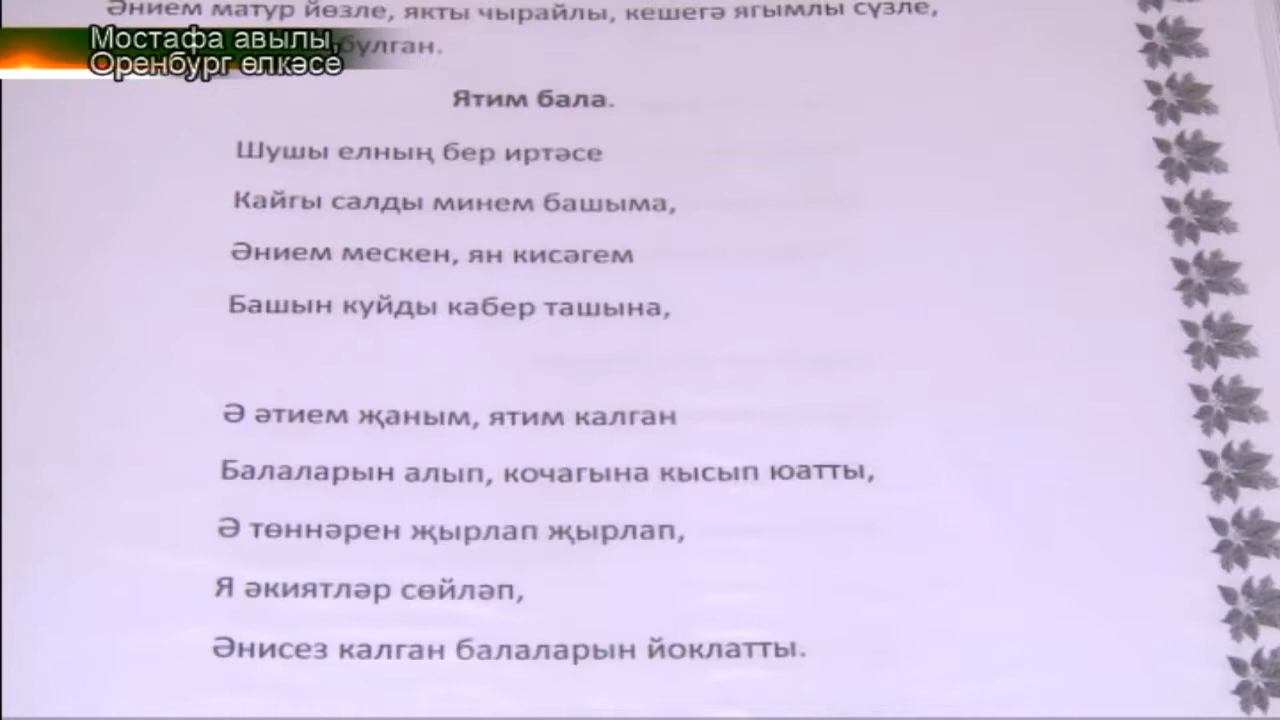 Әнием матур йөзле, якты чырайлы, кешегә ягымлы сүзле,
булган.
Мостафа авылы,
Оренбург өлкәсе
Ятим бала.
Шушы елның бер иртәсе
Кайгы салды минем башыма,
Әнием мескен, ян кисәгем
Башын куйды кабер ташына,
Ә әтием җаным, ятим калган
Балаларын алып, кочагына кысып юатты,
Ә төннәрен җырлап җырлап,
Я әкиятләр сөйләп,
Әнисез калган балаларын йоклатты.